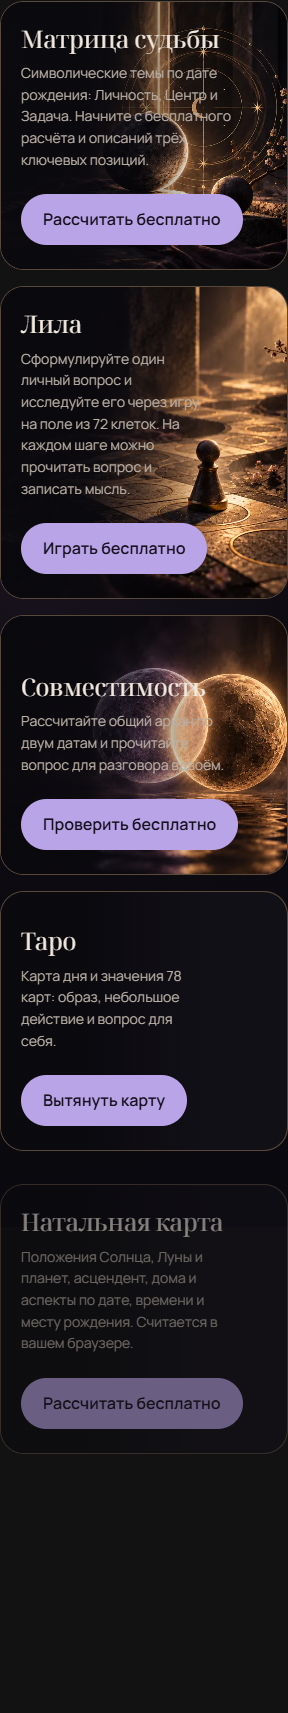 Матрица судьбы
Символические темы по дате
рождения: Личность, Центр и
Задача. Начните с бесплатного
расчёта и описаний трёх
ключевых позиций.
Рассчитать бесплатно
Лила
Сформулируйте один
личный вопрос и
исследуйте его через игру
на поле из 72 клеток. На
каждом шаге можно
прочитать вопрос и
записать мысль.
Играть бесплатно
Совместимость
Рассчитайте общий
двум датам и прочитайте
вопрос для разговора вдвоём.
Проверить бесплатно
Таро
Карта дня и значения 78
карт: образ, небольшое
действие и вопрос для
себя.
Вытянуть карту
Натальная карта
Положения Солнца, Луны и
планет, асцендент, дома и
аспекты по дате, времени и
месту рождения. Считается в
вашем браузере.
Рассчитать бесплатно